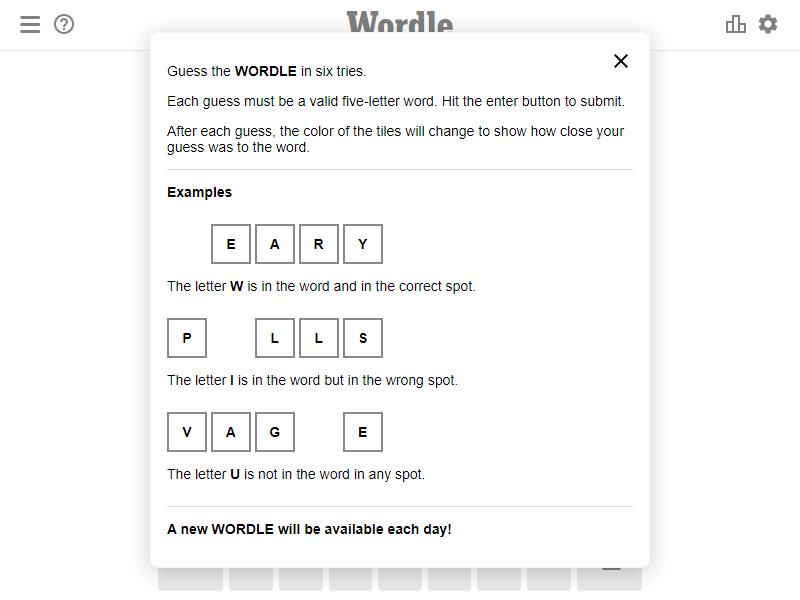 Wordle
Guess the WORDLE in six tries.
Each guess must be a valid five-letter word. Hit the enter button to submit.
After each guess, the color of the tiles will change to show how close your
guess was to the word.
Examples
E A R Y
The letter W is in the word and in the correct spot.
P L L S
The letter I is in the word but in the wrong spot.
V A G E
The letter U is not in the word in any spot.
A new WORDLE will be available each day!